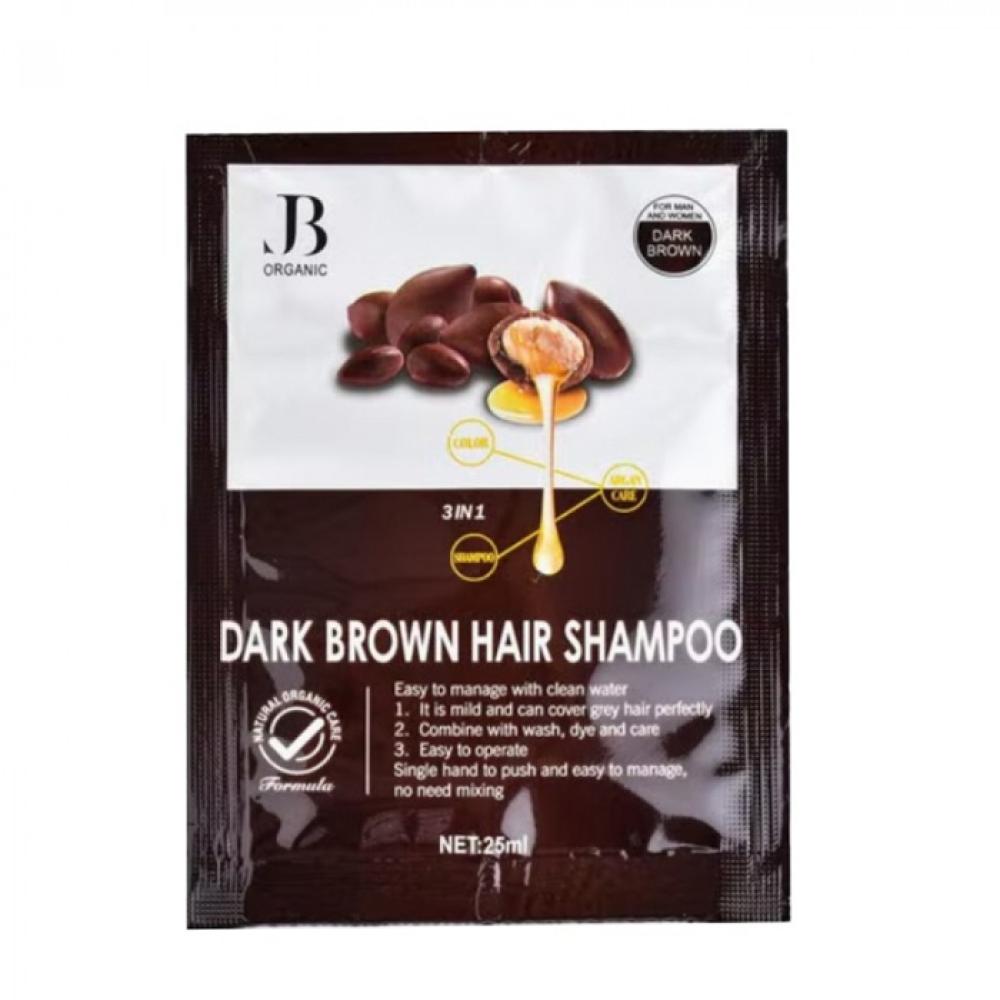 JB
ORGANIC
FOR MAN
AND WOMEN
DARK
BROWN
COLOR
ARGAN
CARE
3 IN 1
SHAMPOO
DARK BROWN HAIR SHAMPOO
NATURAL ORGANIC CARE
Formula
Easy to manage with clean water
1. It is mild and can cover grey hair perfectly
2. Combine with wash, dye and care
3. Easy to operate
Single hand to push and easy to manage,
no need mixing
NET:25ml